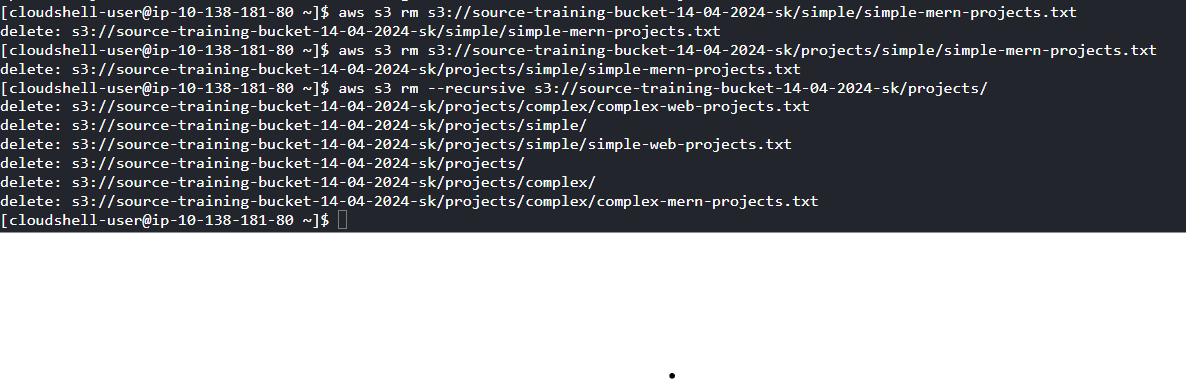 [cloudshell-user@ip-10-138-181-80 ~]$ aws s3 rm s3://source-training-bucket-14-04-2024-sk/simple/simple-mern-projects.txt
delete: s3://source-training-bucket-14-04-2024-sk/simple/simple-mern-projects.txt
[cloudshell-user@ip-10-138-181-80 ~]$ aws s3 rm s3://source-training-bucket-14-04-2024-sk/projects/simple/simple-mern-projects.txt
delete: s3://source-training-bucket-14-04-2024-sk/projects/simple/simple-mern-projects.txt
[cloudshell-user@ip-10-138-181-80 ~]$ aws s3 rm --recursive s3://source-training-bucket-14-04-2024-sk/projects/
delete: s3://source-training-bucket-14-04-2024-sk/projects/complex/complex-web-projects.txt
delete: s3://source-training-bucket-14-04-2024-sk/projects/simple/
delete: s3://source-training-bucket-14-04-2024-sk/projects/simple/simple-web-projects.txt
delete: s3://source-training-bucket-14-04-2024-sk/projects/
delete: s3://source-training-bucket-14-04-2024-sk/projects/complex/
delete: s3://source-training-bucket-14-04-2024-sk/projects/complex/complex-mern-projects.txt
[cloudshell-user@ip-10-138-181-80 ~]$